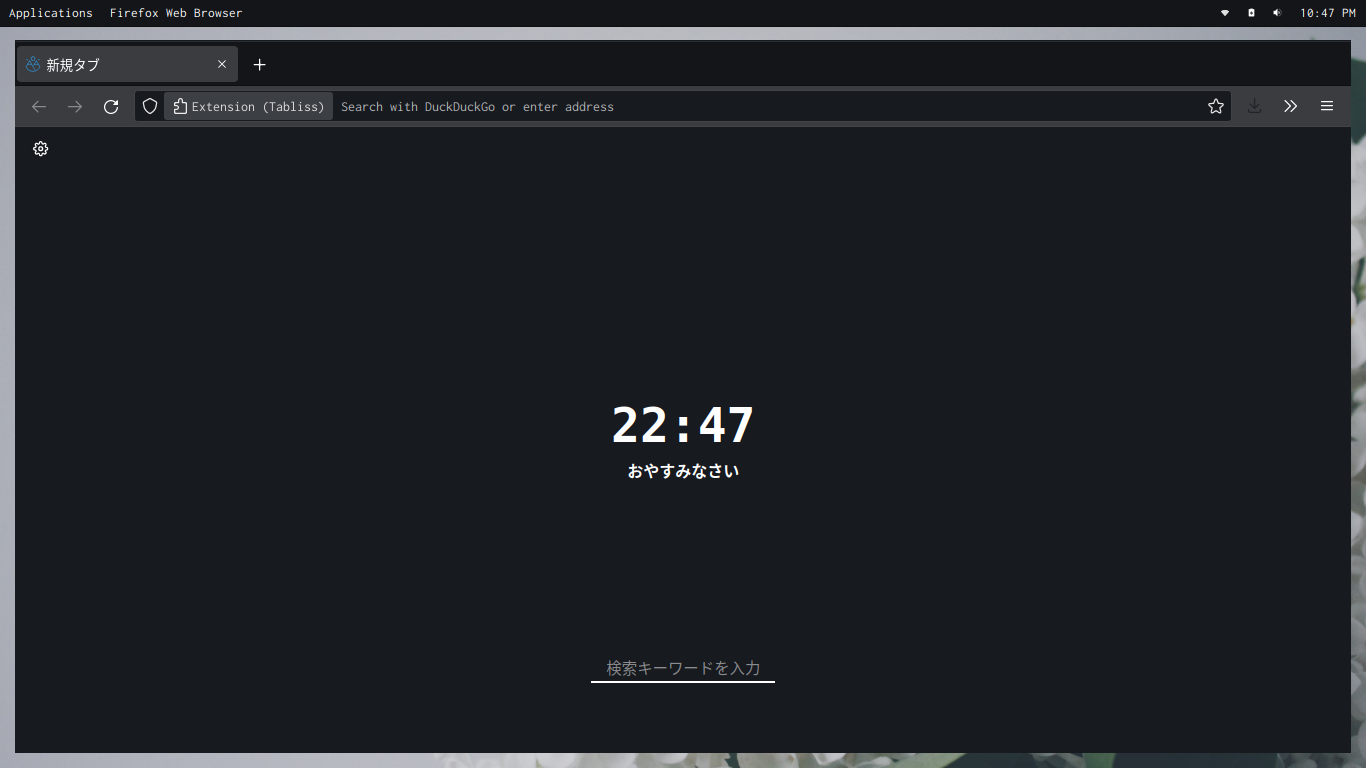 Applications Firefox Web Browser 10:47 PM
新規タブ
Extension (Tabliss) Search with DuckDuckGo or enter address
22:47
おやすみなさい
検索キーワードを入力